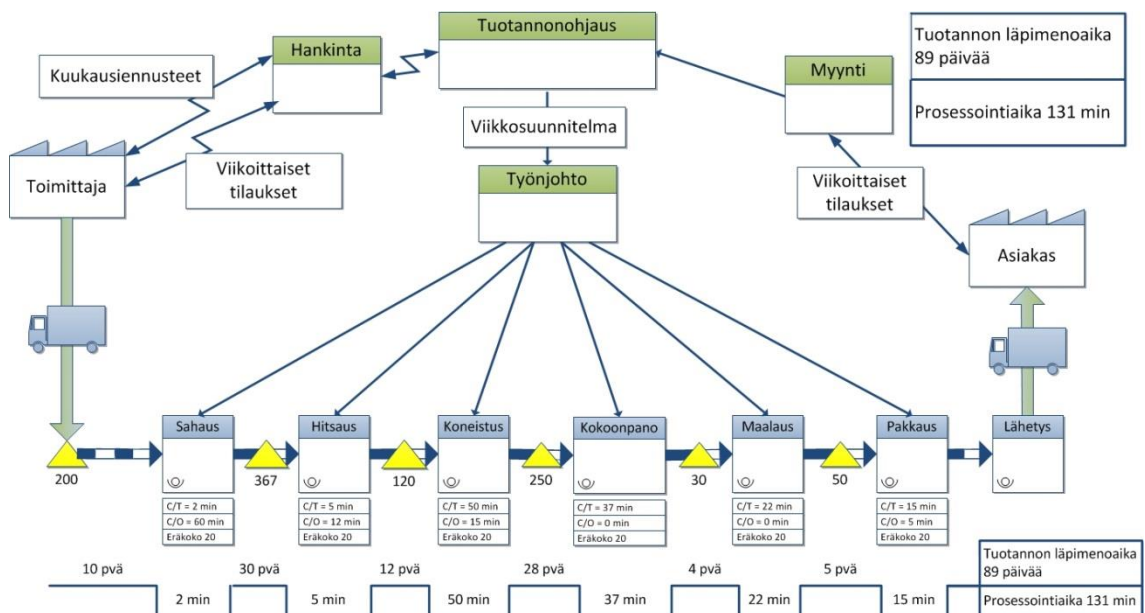 Tuotannonohjaus
Hankinta
Kuukausiennusteet
Myynti
Tuotannon läpimenoaika
89 päivää
Prosessointiaika 131 min
Viikkosuunnitelma
Toimittaja
Viikoittaiset
tilaukset
Työnjohto
Viikoittaiset
tilaukset
Asiakas
Sahaus
Hitsaus
Koneistus
Kokoonpano
Maalaus
Pakkaus
Lähetys
200
367
120
250
30
50
C/T = 2 min
C/O = 60 min
Eräkoko 20
C/T = 5 min
C/O = 12 min
Eräkoko 20
C/T = 50 min
C/O = 15 min
Eräkoko 20
C/T = 37 min
C/O =0 min
Eräkoko 20
C/T = 22 min
C/O =0 min
Eräkoko 20
C/T = 15 min
C/O = 5 min
Eräkoko 20
10 pvä
30 pvä
12 pvä
28 pvä
4 pvä
5 pvä
Tuotannon läpimenoaika
89 päivää
2 min
5 min
50 min
37 min
22 min
15 min
Prosessointiaika 131 min